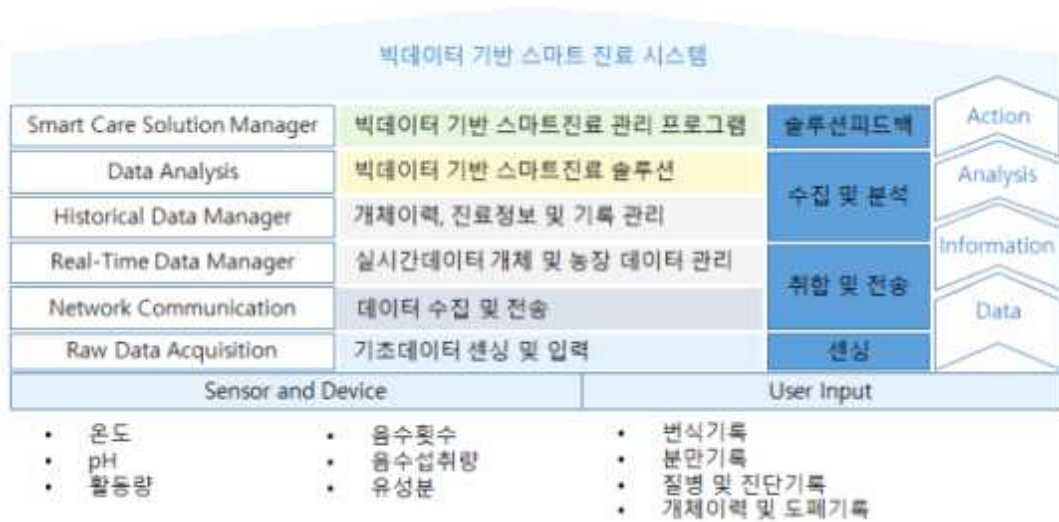 빅데이터 기반 스마트 진료 시스템
Smart Care Solution Manager 빅데이터 기반 스마트진료 관리 프로그램 솔루션피드백 Action
Data Analysis 빅데이터 기반 스마트진료 솔루션 수집 및 분석 Analysis
Historical Data Manager 개체이력, 진료정보 및 기록 관리
Real-Time Data Manager 실시간데이터 개체 및 농장 데이터 관리 취합 및 전송 Information
Network Communication 데이터 수집 및 전송 Data
Raw Data Acquisition 기초데이터 센싱 및 입력 센싱
Sensor and Device User Input
• 온도 • 음수횟수 • 번식기록
• pH • 음수섭취량 • 분만기록
• 활동량 • 유성분 • 질병 및 진단기록
• 개체이력 및 도폐기록